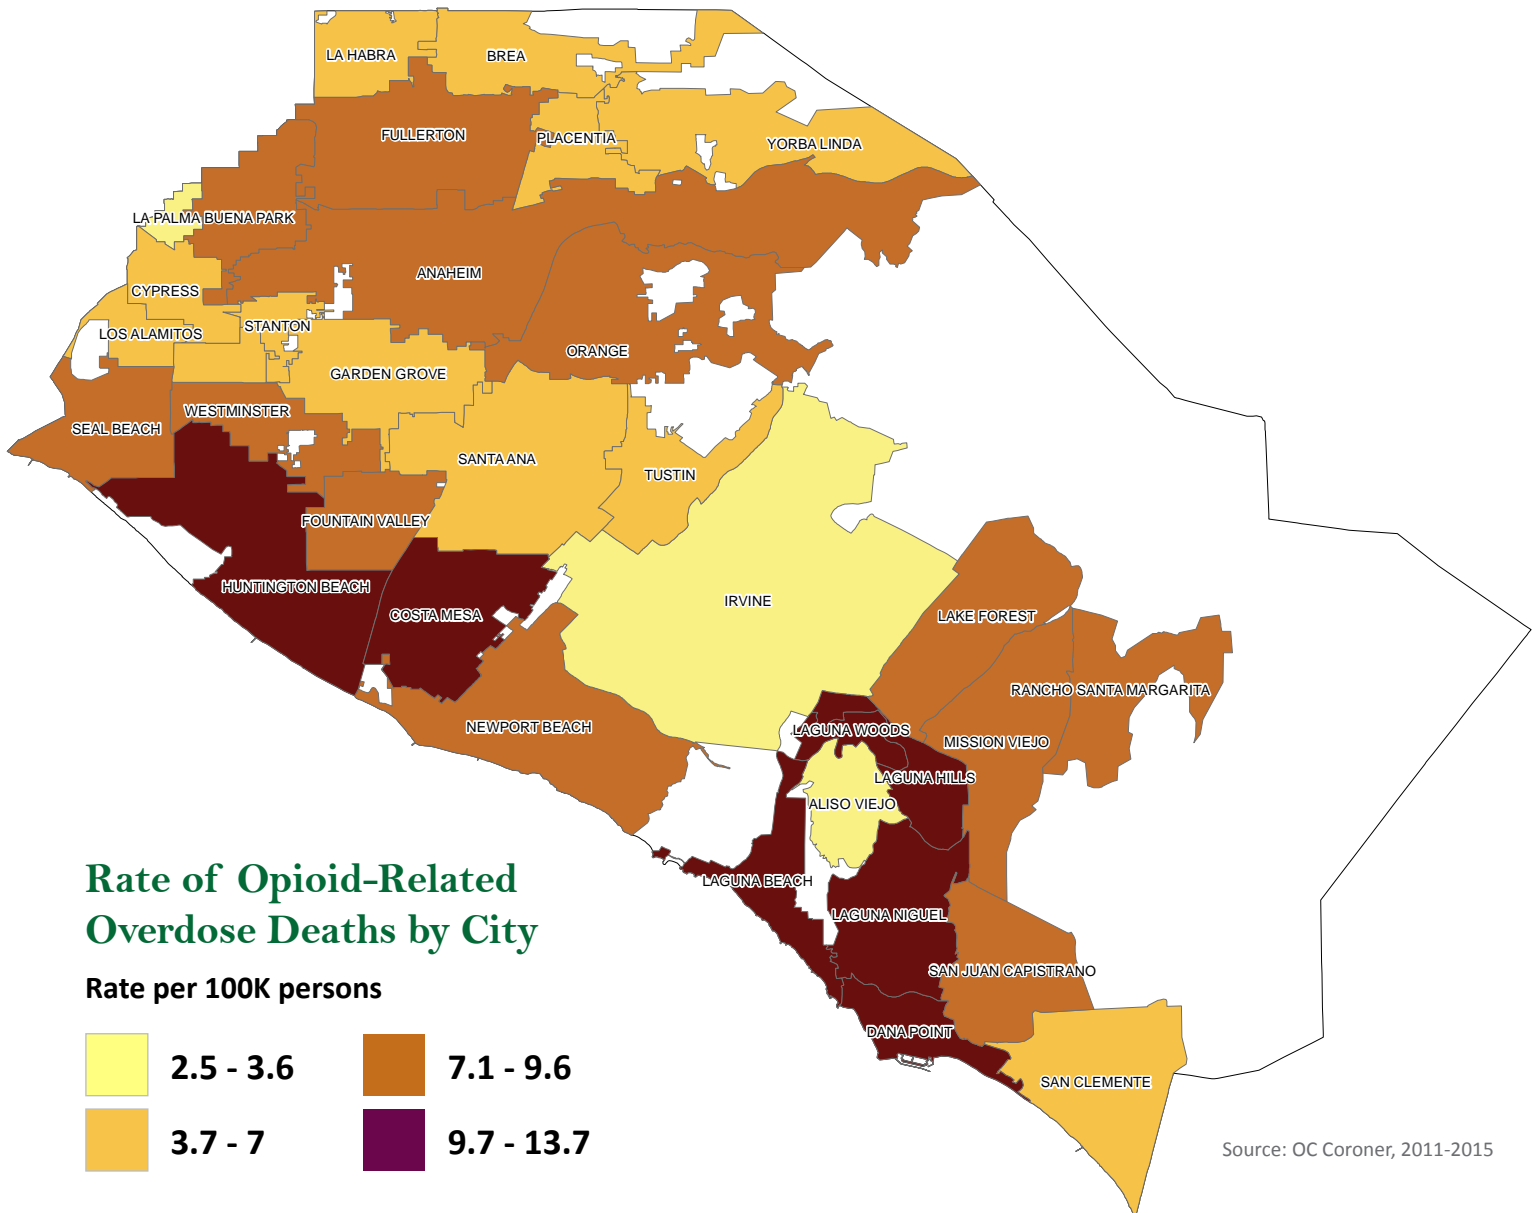 LA HABRA
BREA
FULLERTON
PLACENTIA
YORBA LINDA
LA PALMA
BUENA PARK
ANAHEIM
CYPRESS
LOS ALAMITOS
STANTON
ORANGE
GARDEN GROVE
WESTMINSTER
SEAL BEACH
SANTA ANA
TUSTIN
FOUNTAIN VALLEY
HUNTINGTON BEACH
COSTA MESA
IRVINE
LAKE FOREST
RANCHO SANTA MARGARITA
NEWPORT BEACH
LAGUNA WOODS
MISSION VIEJO
LAGUNA HILLS
ALISO VIEJO
LAGUNA BEACH
LAGUNA NIGUEL
SAN JUAN CAPISTRANO
DANA POINT
SAN CLEMENTE
Rate of Opioid-Related
Overdose Deaths by City
Rate per 100K persons
2.5 - 3.6
7.1 - 9.6
3.7 - 7
9.7 - 13.7
Source: OC Coroner, 2011-2015